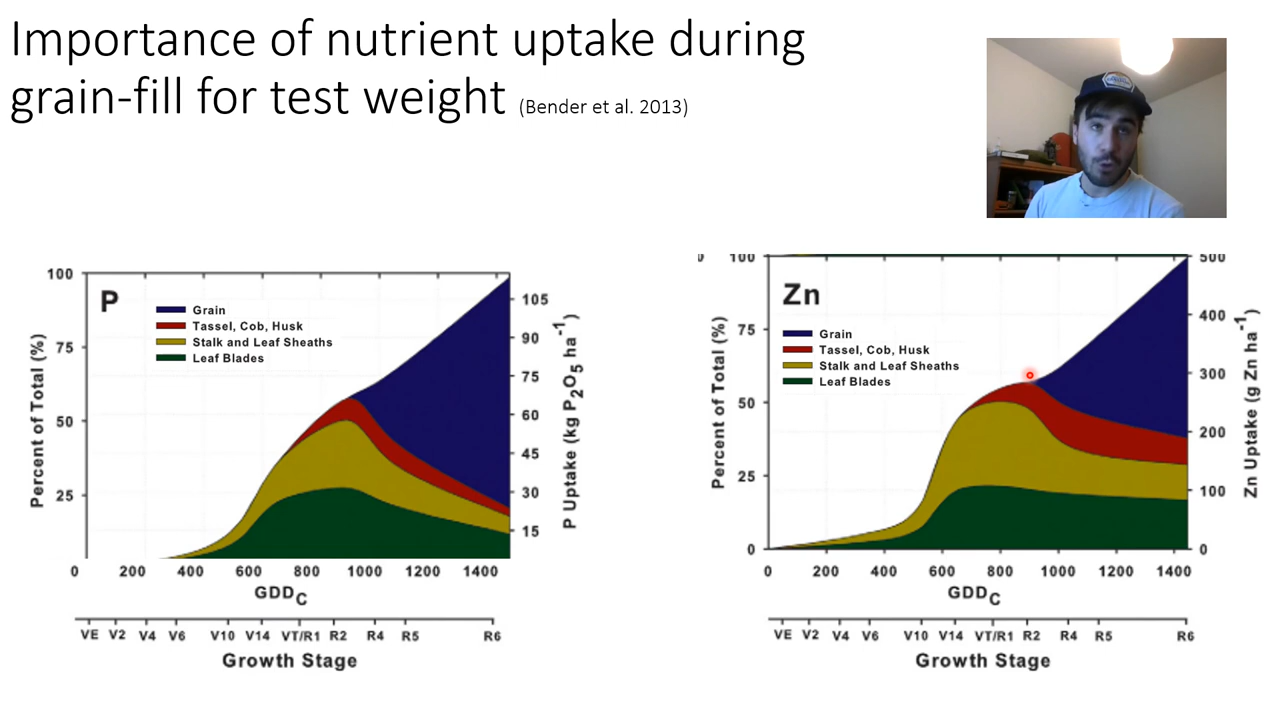 Importance of nutrient uptake during
grain-fill for test weight (Bender et al. 2013)
P
Grain
Tassel, Cob, Husk
Stalk and Leaf Sheaths
Leaf Blades
Percent of Total (%)
100
75
50
25
105
90
75
60
45
30
15
P Uptake (kg P2O5 ha-1)
0 200 400 600 800 1000 1200 1400
GDDC
VE V2 V4 V6 V10 V14 VT/R1 R2 R4 R5 R6
Growth Stage
Zn
Grain
Tassel, Cob, Husk
Stalk and Leaf Sheaths
Leaf Blades
Percent of Total (%)
100
75
50
25
0
500
400
300
200
100
0
Zn Uptake (g Zn ha-1)
0 200 400 600 800 1000 1200 1400
GDDC
VE V2 V4 V6 V10 V14 VT/R1 R2 R4 R5 R6
Growth Stage